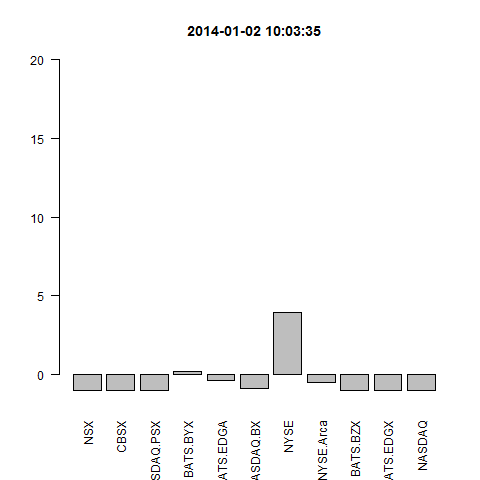 2014-01-02 10:03:35
20
15
10
5
0
NSX
CBSX
SDAQ.PSX
BATS.BYX
ATS.EDGA
ASDAQ.BX
NYSE
NYSE.Arca
BATS.BZX
ATS.EDGX
NASDAQ